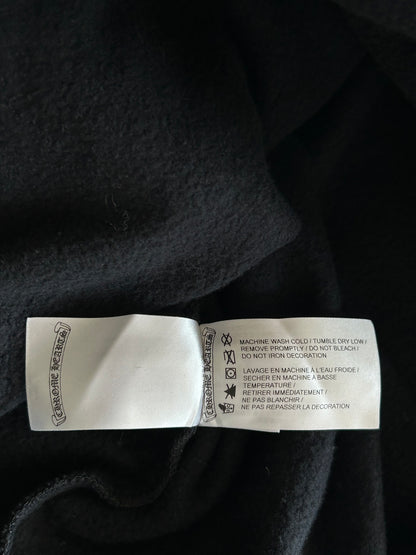 CHROME HEARTS
CHROME HEARTS
MACHINE WASH COLD / TUMBLE DRY LOW /
REMOVE PROMPTLY / DO NOT BLEACH /
DO NOT IRON DECORATION
LAVAGE EN MACHINE À L'EAU FROIDE /
SECHER EN MACHINE À BASSE
TEMPÉRATURE /
RETIRER IMMÉDIATEMENT /
NE PAS BLANCHIR /
NE PAS REPASSER LA DECORATION